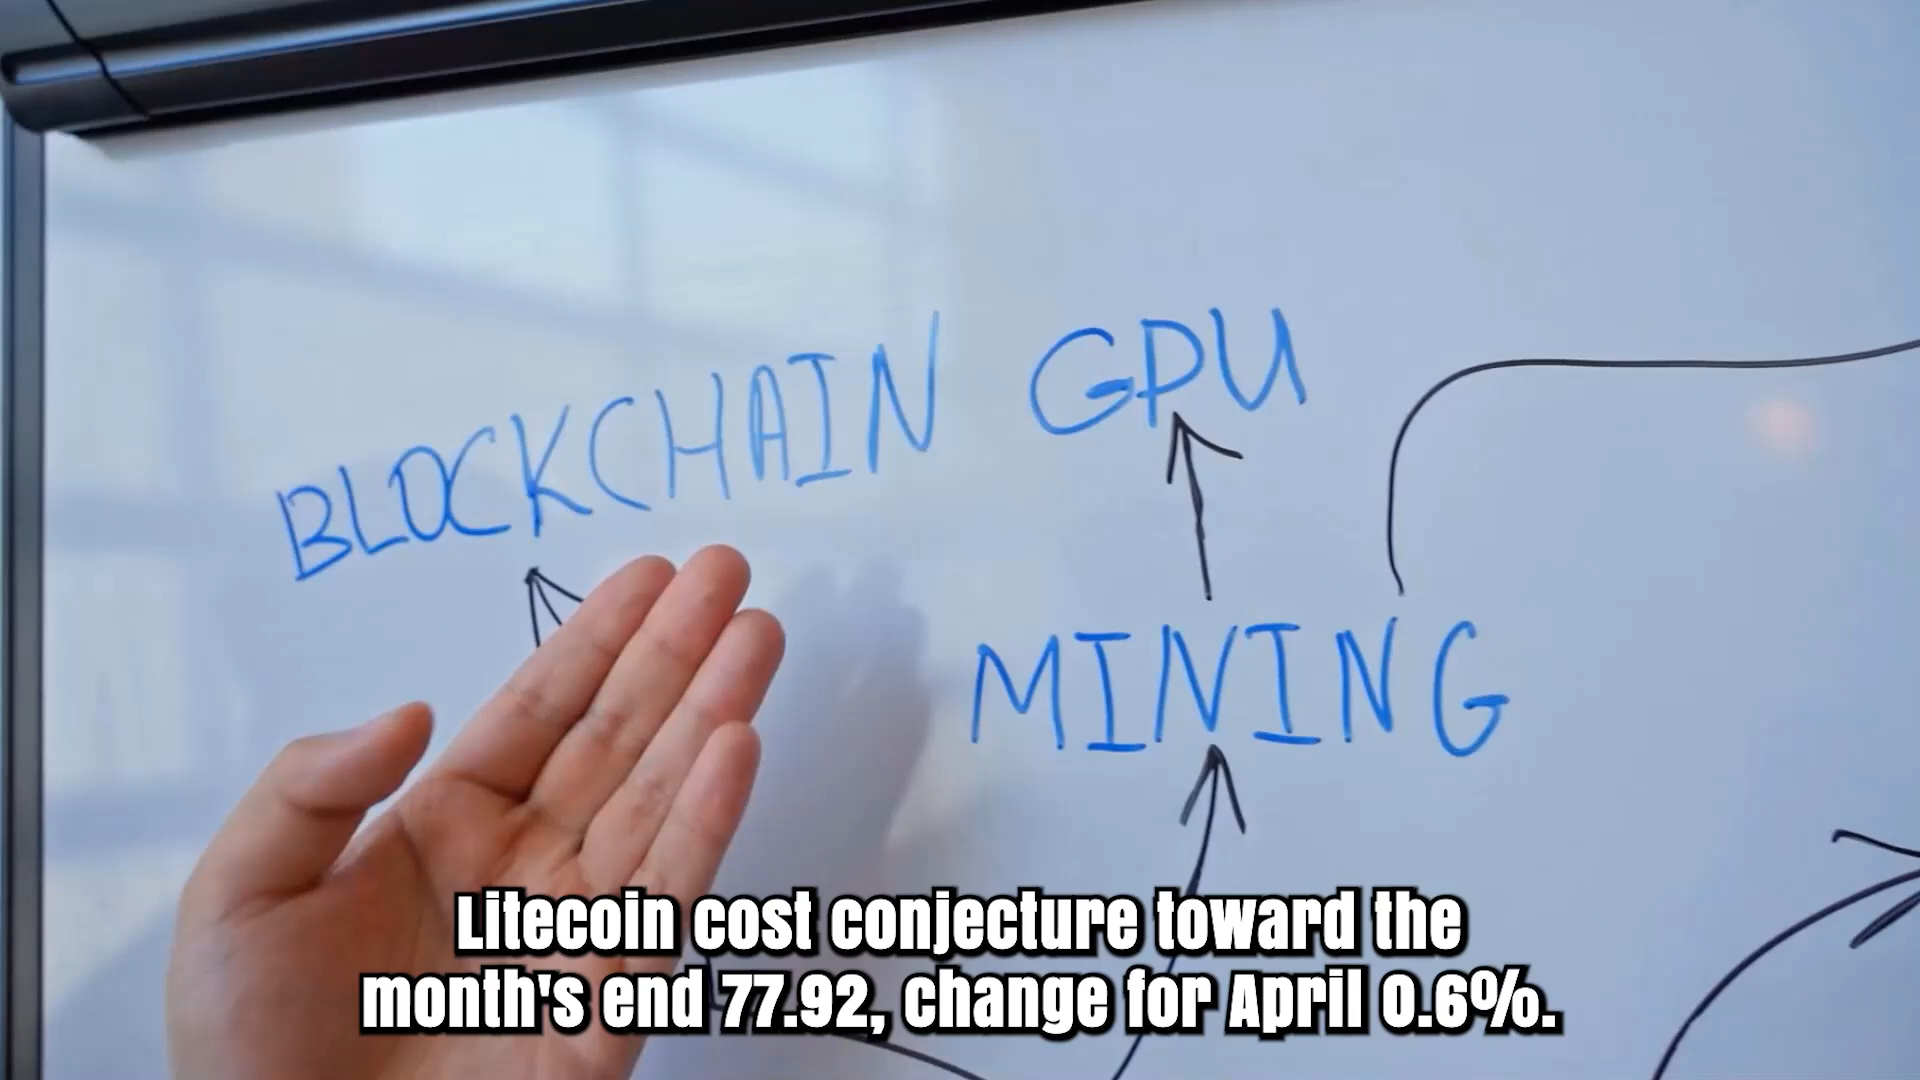 BLOCKCHAIN GPU
MINING
Litecoin cost conjecture toward the
month's end 77.92, change for April 0.6%.